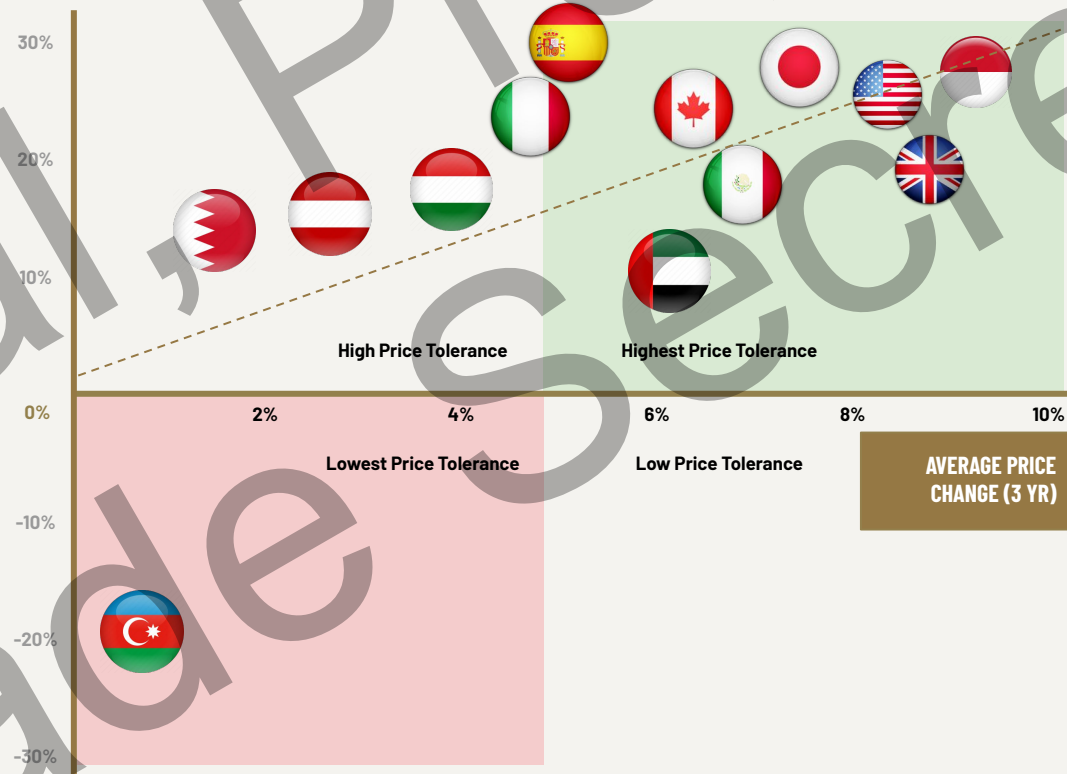 30%
20%
10%
High Price Tolerance
Highest Price Tolerance
0%
2%
4%
6%
8%
10%
Lowest Price Tolerance
Low Price Tolerance
AVERAGE PRICE
CHANGE (3 YR)
-10%
-20%
-30%